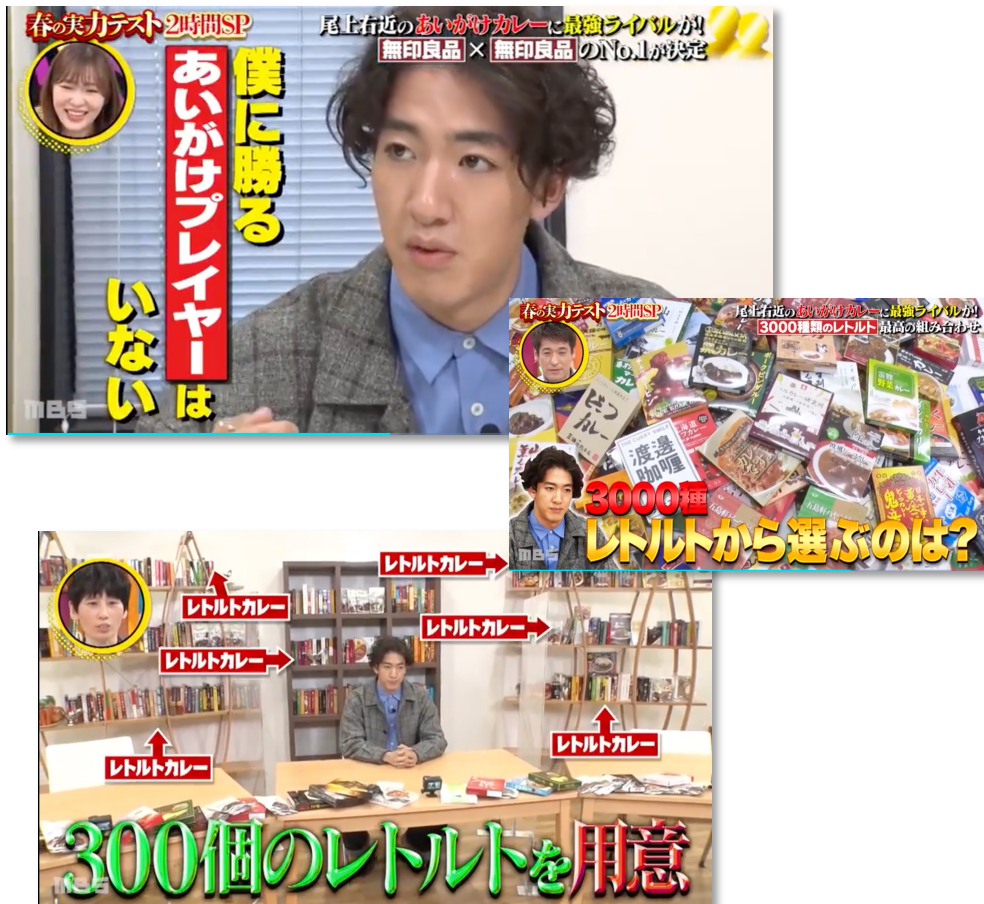 春の実力テスト2時間SP
尾上右近のあいがけカレーに最強ライバルが!
無印良品×無印良品のNo.1が決定
僕に勝る
あいがけプレイヤーは
いない
MBS
春の実力テスト2時間SP
尾上右近のあいがけカレーに最強ライバルが!
3000種類のレトルト最高の組み合わせ
函館
野菜カレー
ビーフ
カレー
THE CURRY SHELF
渡邊
咖喱
3000種
レトルトから選ぶのは?
MBS
レトルトカレー
レトルトカレー
レトルトカレー
レトルトカレー
レトルトカレー
レトルトカレー
300個のレトルトを用意
MBS